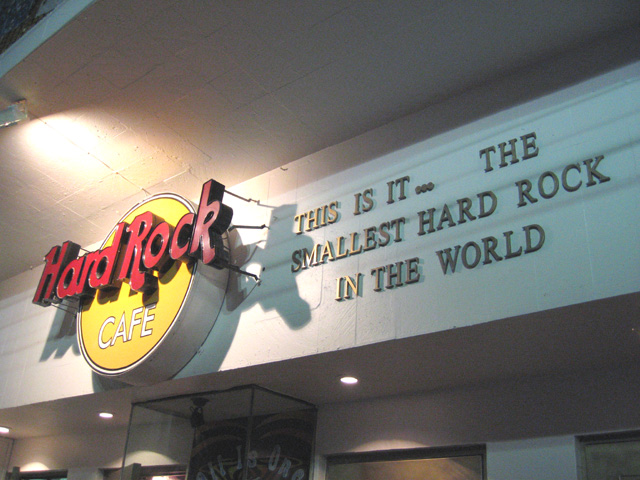 Hard Rock
CAFE
THIS IS IT... THE
SMALLEST HARD ROCK
IN THE WORLD